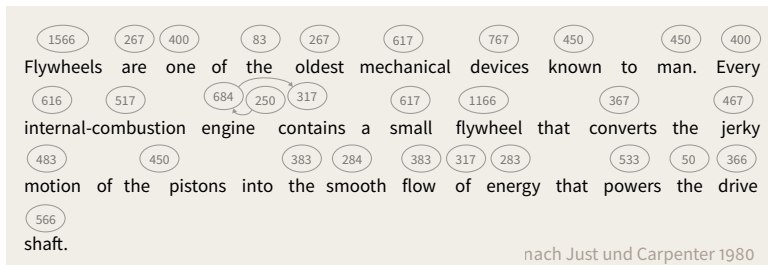 1566 267 400 83 267 617 767 450 450 400
Flywheels are one of the oldest mechanical devices known to man. Every
616 517 684 250 317 617 1166 367 467
internal-combustion engine contains a small flywheel that converts the jerky
483 450 383 284 383 317 283 533 50 366
motion of the pistons into the smooth flow of energy that powers the drive
566
shaft.
nach Just und Carpenter 1980